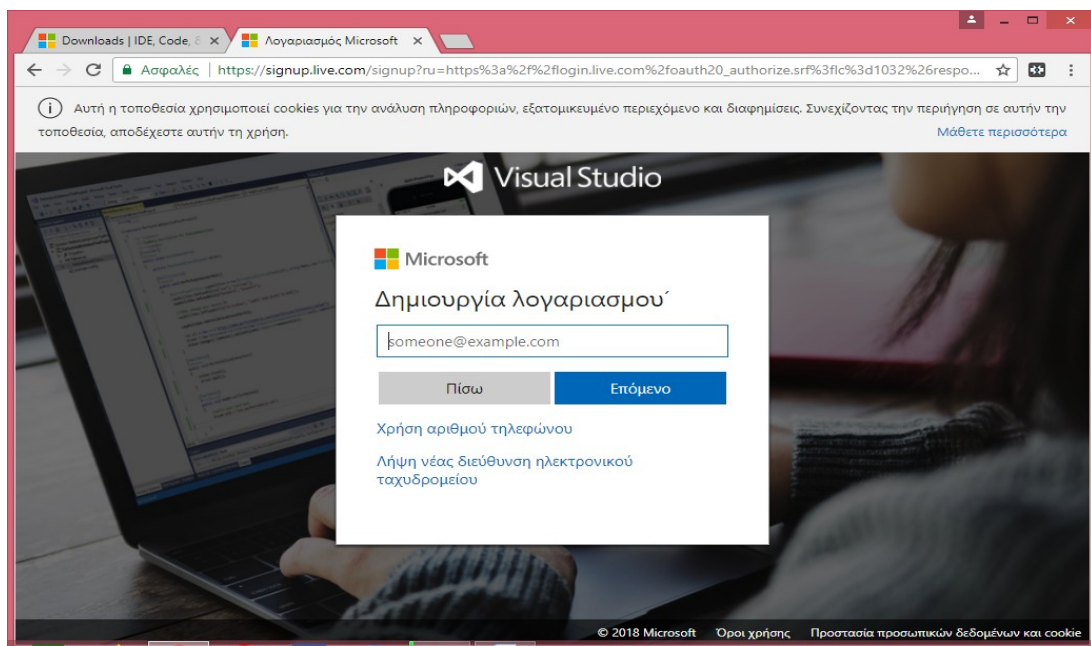 Downloads | IDE, Code, δ
Λογαριασμός Microsoft
Ασφαλές | https://signup.live.com/signup?ru=https%3a%2f%2flogin.live.com%2foauth20_authorize.srf%3flc%3d1032%26respo...
Αυτή η τοποθεσία χρησιμοποιεί cookies για την ανάλυση πληροφοριών, εξατομικευμένο περιεχόμενο και διαφημίσεις. Συνεχίζοντας την περιήγηση σε αυτήν την
τοποθεσία, αποδέχεστε αυτήν τη χρήση.
Μάθετε περισσότερα
Visual Studio
Microsoft
Δημιουργία λογαριασμου´
someone@example.com
Πίσω
Επόμενο
Χρήση αριθμού τηλεφώνου
Λήψη νέας διεύθυνση ηλεκτρονικού
ταχυδρομείου
© 2018 Microsoft Όροι χρήσης Προστασία προσωπικών δεδομένων και cookie